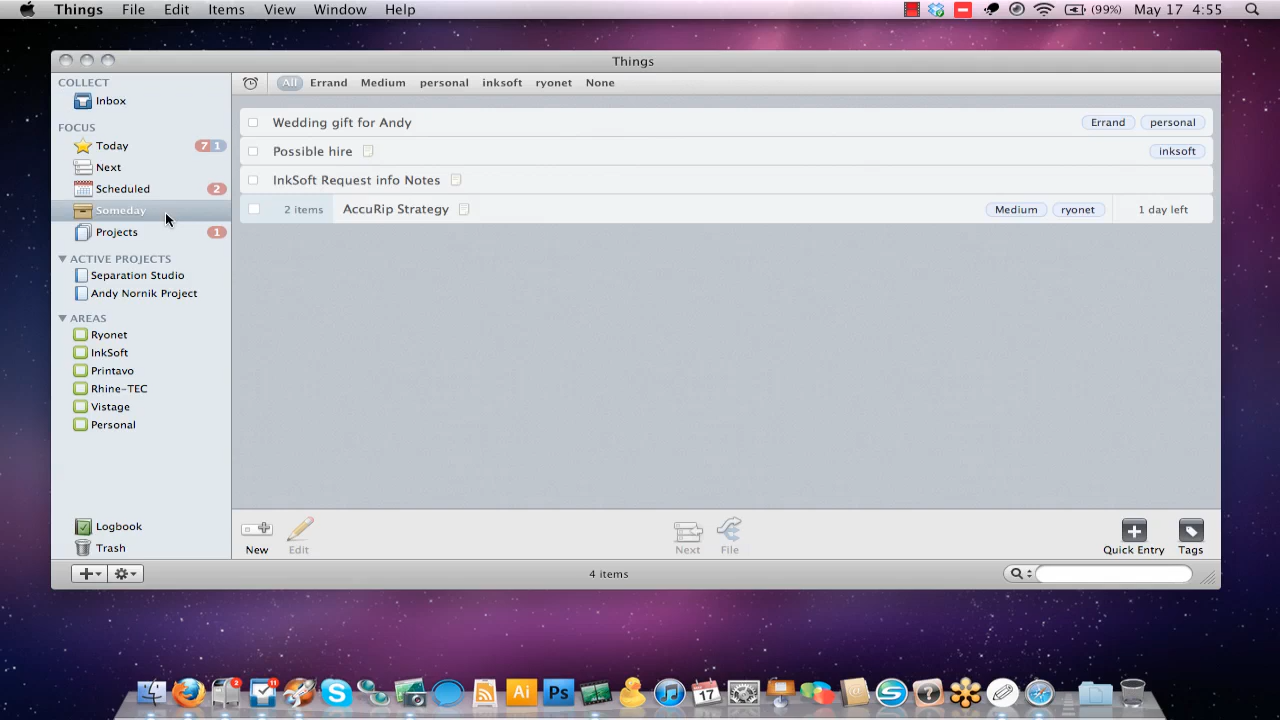 Things File Edit Items View Window Help (99%) May 17 4:55
Things
COLLECT
Inbox
FOCUS
Today 7 1
Next
Scheduled 2
Someday
Projects 1
ACTIVE PROJECTS
Separation Studio
Andy Nornik Project
AREAS
Ryonet
InkSoft
Printavo
Rhine-TEC
Vistage
Personal
Logbook
Trash
All Errand Medium personal inksoft ryonet None
Wedding gift for Andy Errand personal
Possible hire inksoft
InkSoft Request info Notes
2 items AccuRip Strategy Medium ryonet 1 day left
New Edit Next File Quick Entry Tags
4 items
2 11 Ai Ps 17